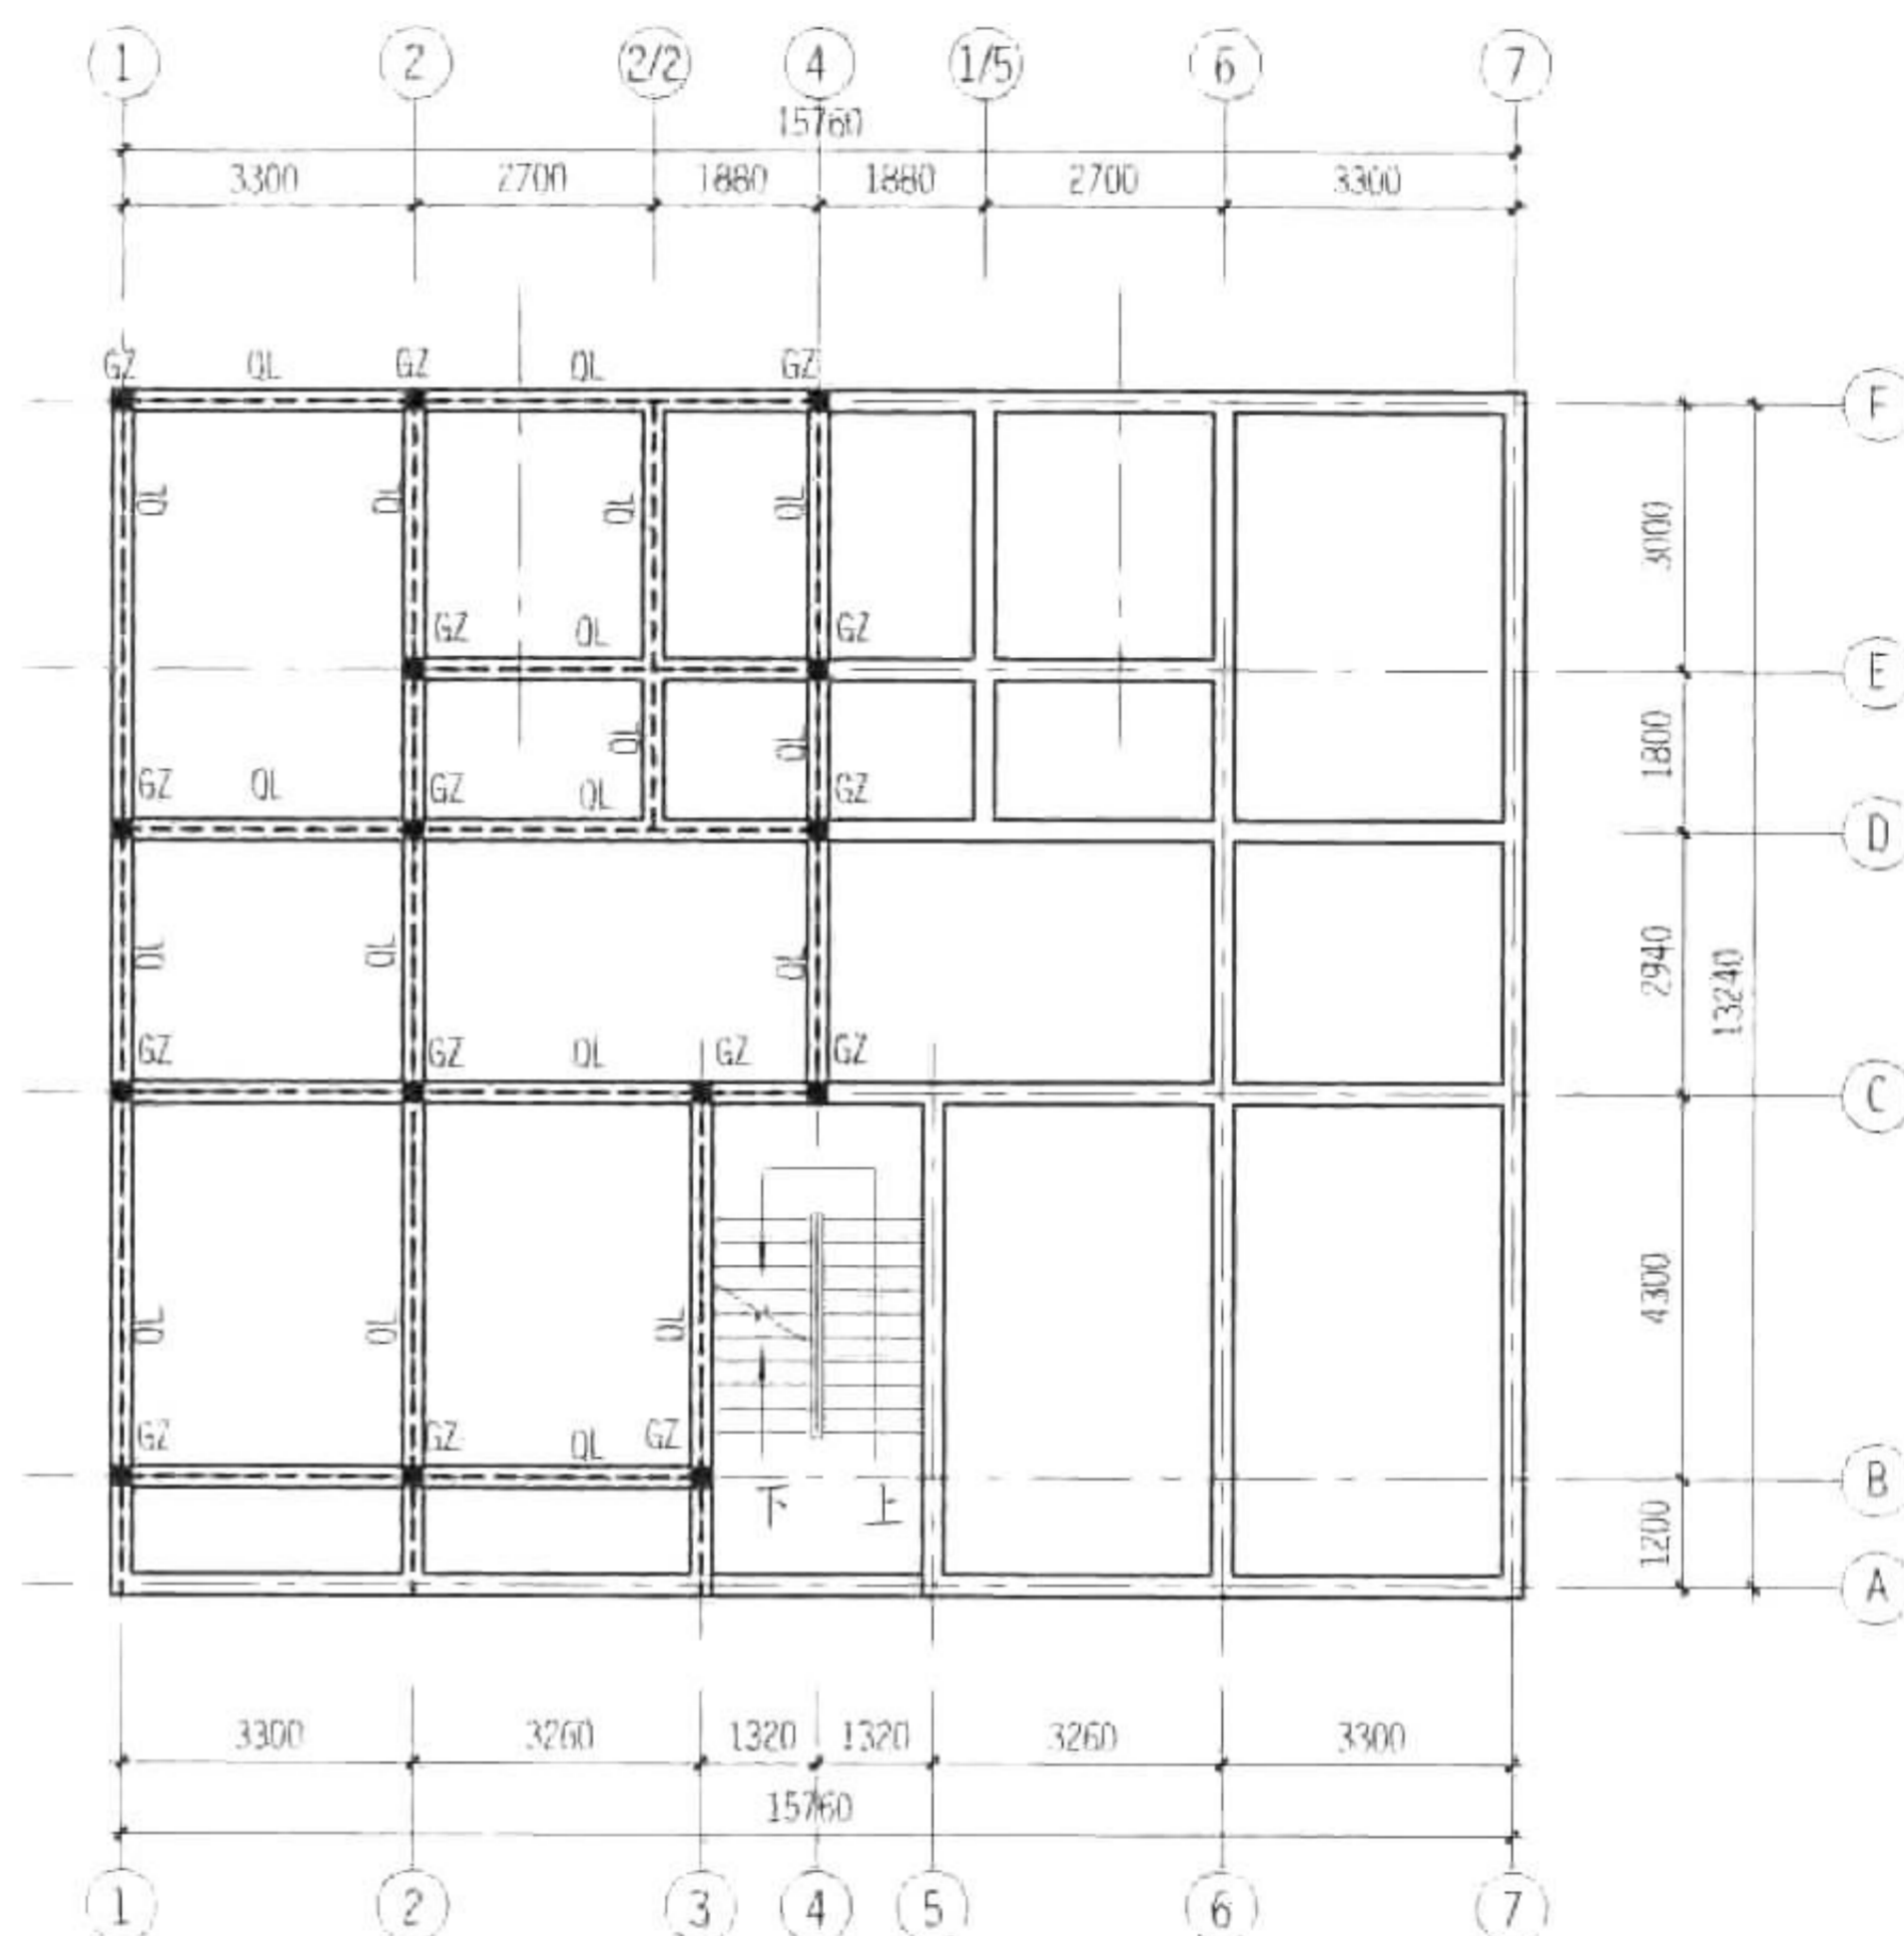 1 2 2/2 4 1/5 6 7
15760
3300 2700 1880 1880 2700 3300
GZ QL GZ QL GZ
F
QL QL QL QL
3000
GZ QL GZ
E
QL QL
1800
GZ QL GZ QL GZ
D
QL QL QL
2940
13240
GZ GZ QL GZ GZ
C
QL QL QL
4300
GZ GZ QL GZ
B
下 上
1200
A
3300 3260 1320 1320 3260 3300
15760
1 2 3 4 5 6 7